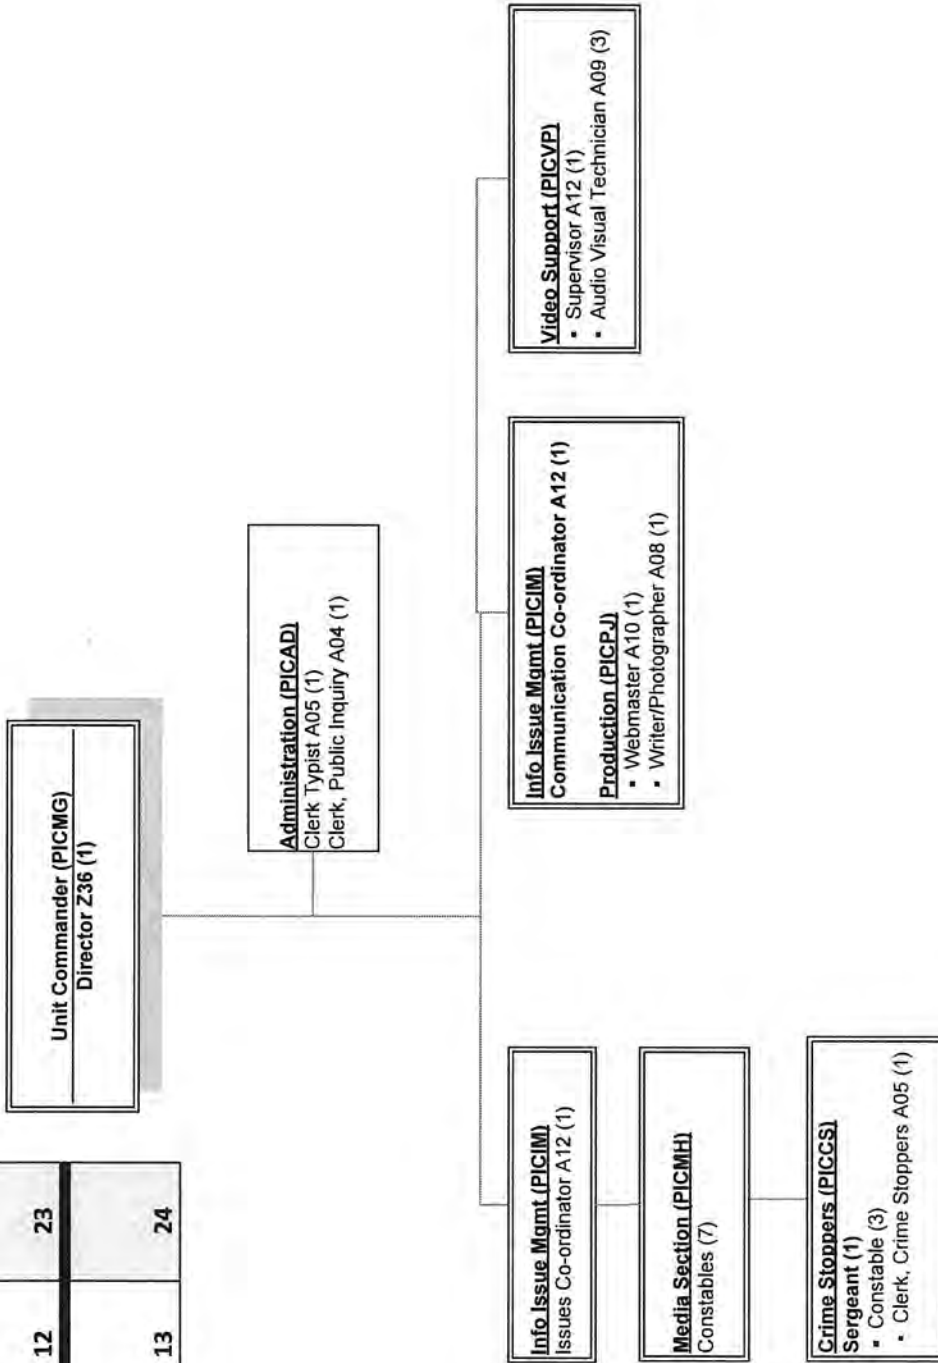 12 23
13 24
Unit Commander (PICMG)
Director Z36 (1)
Administration (PICAD)
Clerk Typist A05 (1)
Clerk, Public Inquiry A04 (1)
Info Issue Mgmt (PICIM)
Issues Co-ordinator A12 (1)
Media Section (PICMH)
Constables (7)
Crime Stoppers (PICCS)
Sergeant (1)
▪ Constable (3)
▪ Clerk, Crime Stoppers A05 (1)
Info Issue Mgmt (PICIM)
Communication Co-ordinator A12 (1)
Production (PICPJ)
▪ Webmaster A10 (1)
▪ Writer/Photographer A08 (1)
Video Support (PICVP)
▪ Supervisor A12 (1)
▪ Audio Visual Technician A09 (3)